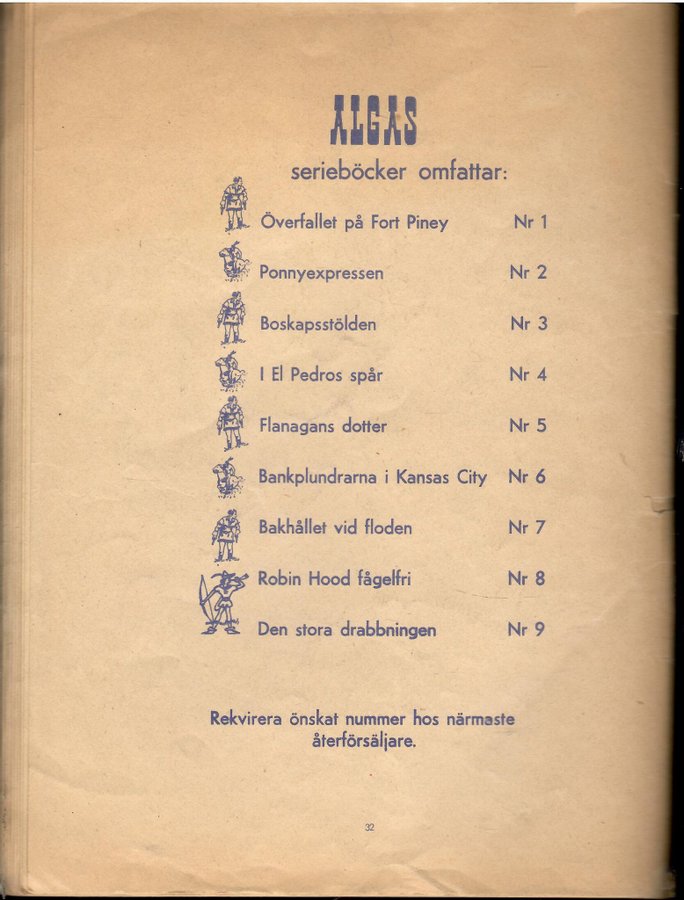 ALGAS
serieböcker omfattar:
Överfallet på Fort Piney Nr 1
Ponnyexpressen Nr 2
Boskapsstölden Nr 3
I El Pedros spår Nr 4
Flanagans dotter Nr 5
Bankplundrarna i Kansas City Nr 6
Bakhållet vid floden Nr 7
Robin Hood fågelfri Nr 8
Den stora drabbningen Nr 9
Rekvirera önskat nummer hos närmaste
återförsäljare.
32